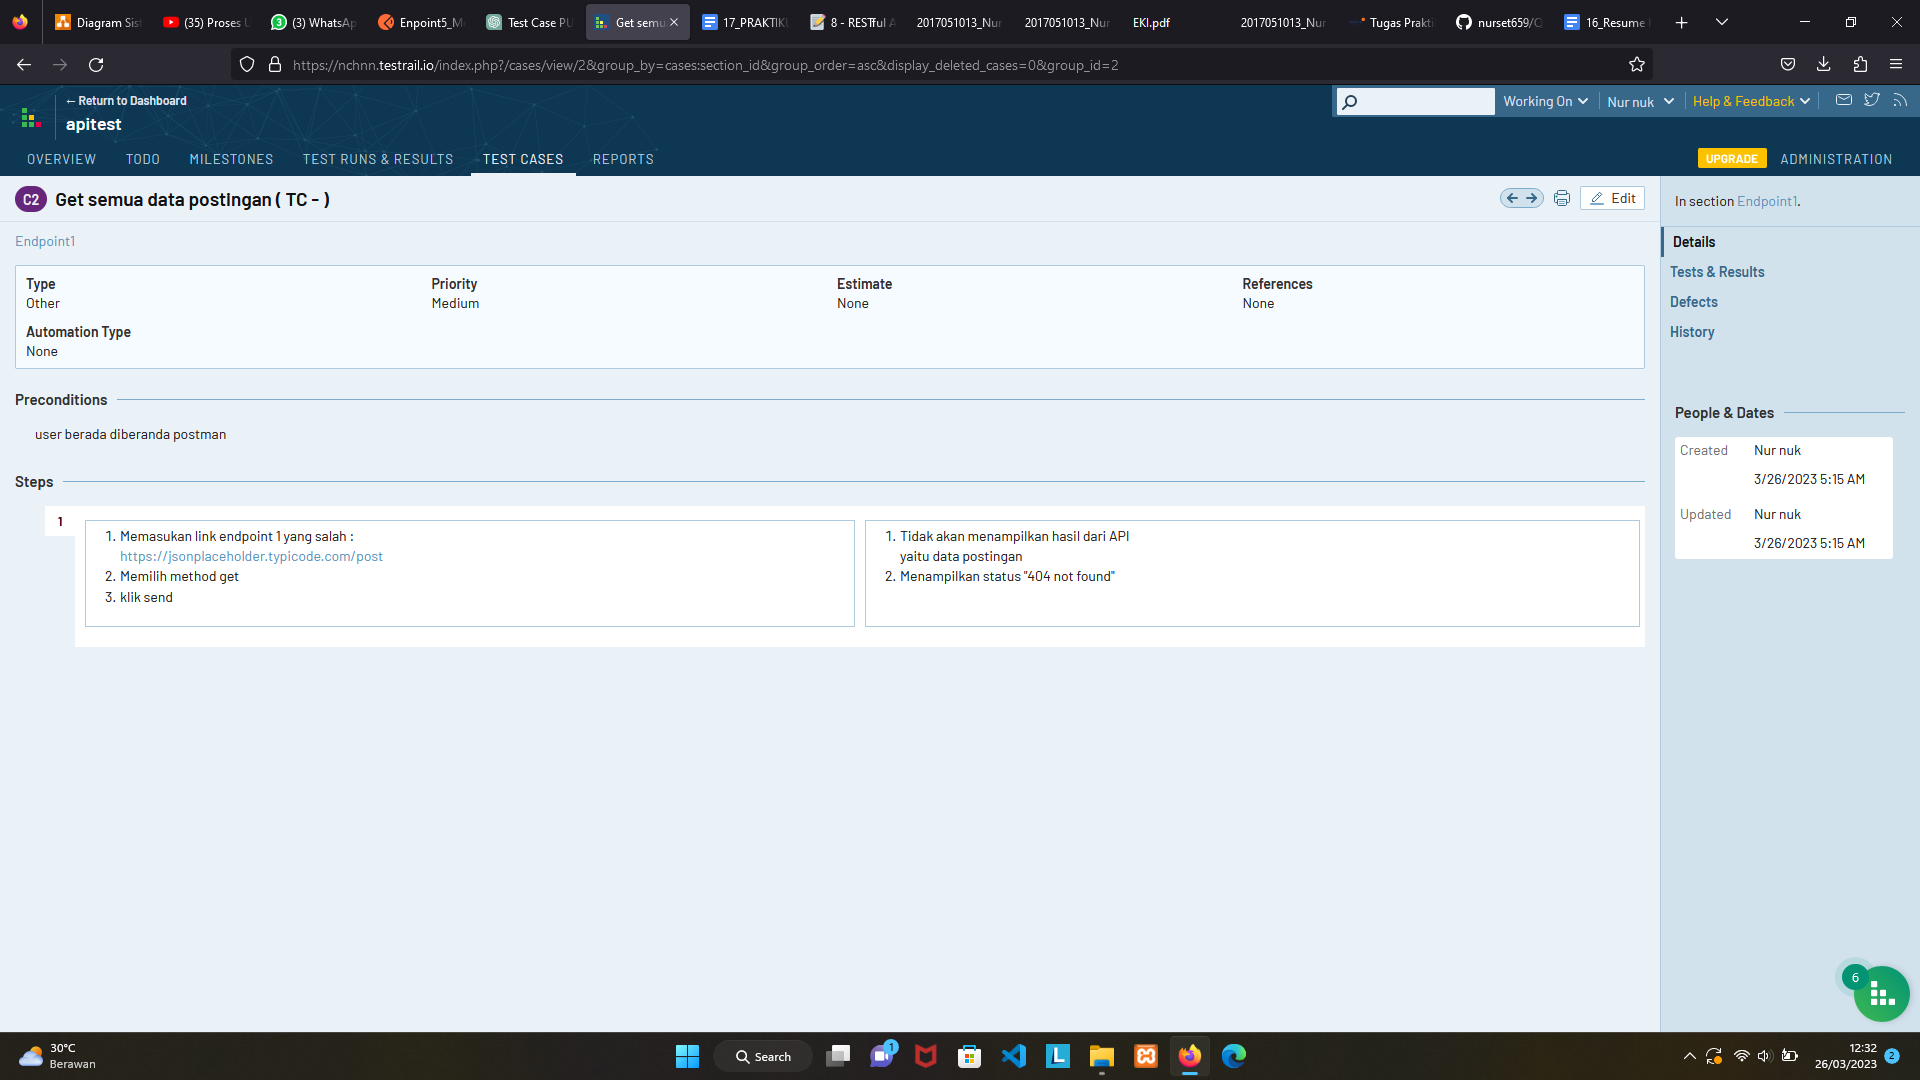 Diagram Sis
(35) Proses U
(3) WhatsAp
Enpoint5_M
Test Case PU
Get semu
17_PRAKTIKU
8 - RESTful A
2017051013_Nur
2017051013_Nur
EKI.pdf
2017051013_Nur
Tugas Prakti
nurset659/Q
16_Resume
https://nchnn.testrail.io/index.php?/cases/view/2&group_by=cases:section_id&group_order=asc&display_deleted_cases=0&group_id=2
← Return to Dashboard
apitest
Working On
Nur nuk
Help & Feedback
OVERVIEW
TODO
MILESTONES
TEST RUNS & RESULTS
TEST CASES
REPORTS
UPGRADE
ADMINISTRATION
C2
Get semua data postIngan ( TC - )
Edit
In section Endpoint1.
Endpoint1
Type
Other
Priority
Medium
Estimate
None
References
None
Automation Type
None
Details
Tests & Results
Defects
History
Preconditions
user berada diberanda postman
People & Dates
Created
Nur nuk
3/26/2023 5:15 AM
Updated
Nur nuk
3/26/2023 5:15 AM
Steps
1
1. Memasukan link endpoint 1 yang salah :
https://jsonplaceholder.typicode.com/post
2. Memilih method get
3. klik send
1. Tidak akan menampilkan hasil dari API
yaitu data postingan
2. Menampilkan status "404 not found"
6
30°C
Berawan
Search
1
L
12:32
26/03/2023
2